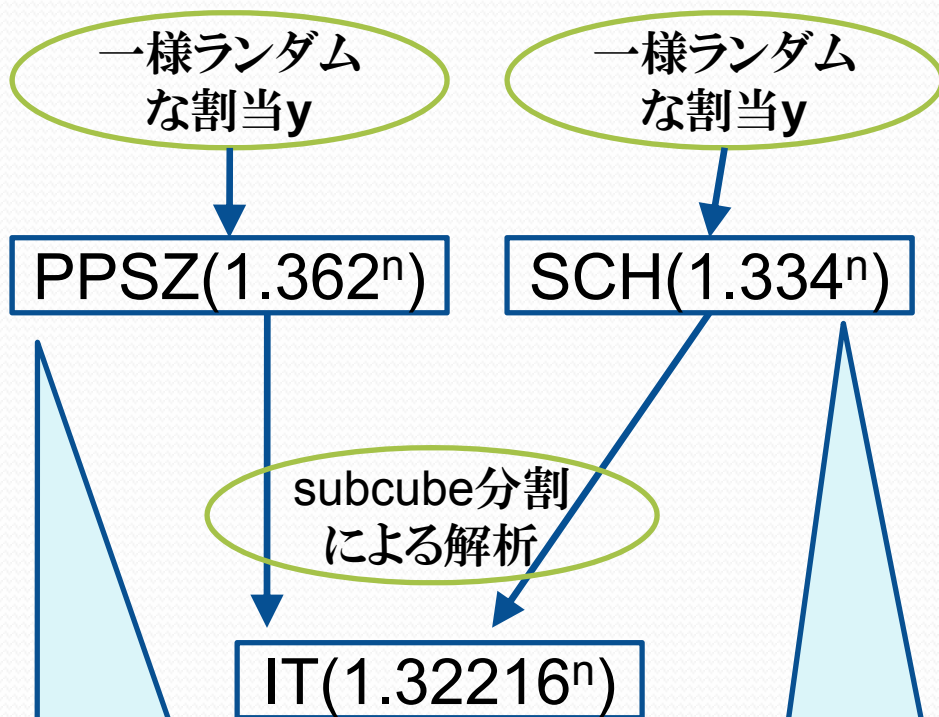 一様ランダム
な割当y
一様ランダム
な割当y
PPSZ(1.362ⁿ)
SCH(1.334ⁿ)
subcube分割
による解析
IT(1.32216ⁿ)